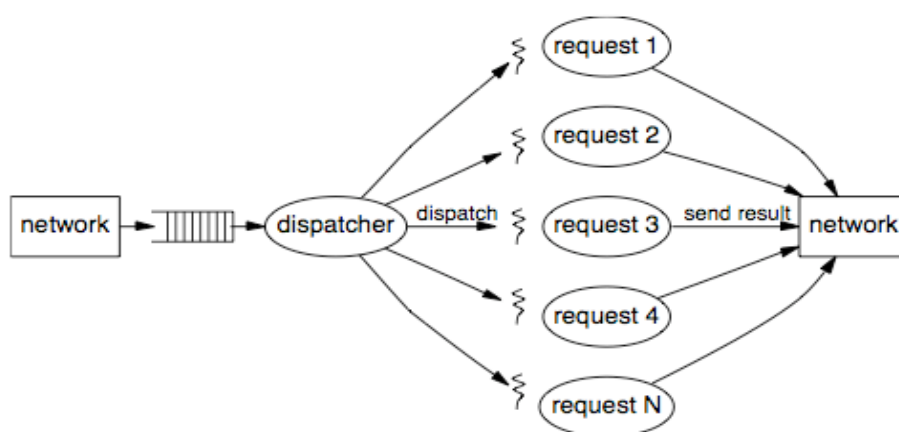 request 1
request 2
network
dispatcher
dispatch
request 3
send result
network
request 4
request N